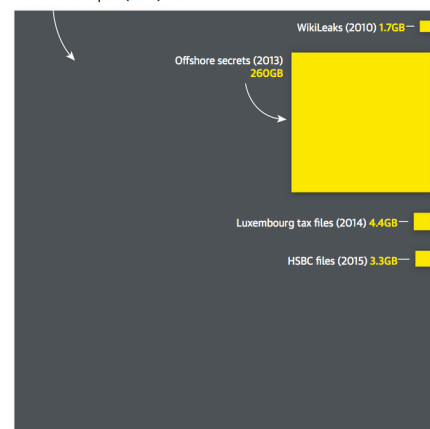 WikiLeaks (2010) 1.7GB
Offshore secrets (2013)
260GB
Luxembourg tax files (2014) 4.4GB
HSBC files (2015) 3.3GB